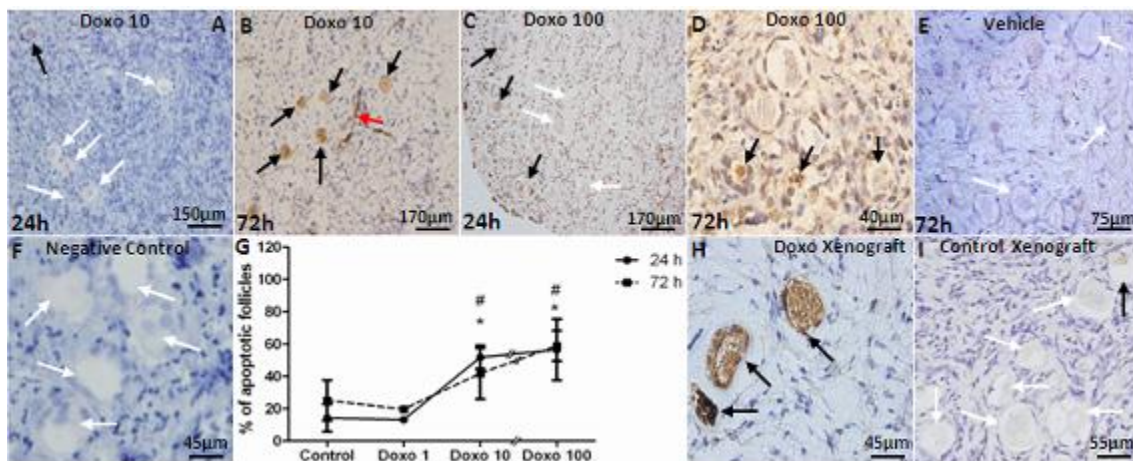 Doxo 10 A
24h 150µm
B Doxo 10
72h 170µm
C Doxo 100
24h 170µm
D Doxo 100
72h 40µm
E Vehicle
72h 75µm
F Negative Control
45µm
G
% of apoptotic follicles
120
100
80
60
40
20
0
# #
* *
Control Doxo 1 Doxo 10 Doxo 100
24 h
72 h
Doxo Xenograft
H
45µm
Control Xenograft
I
55µm